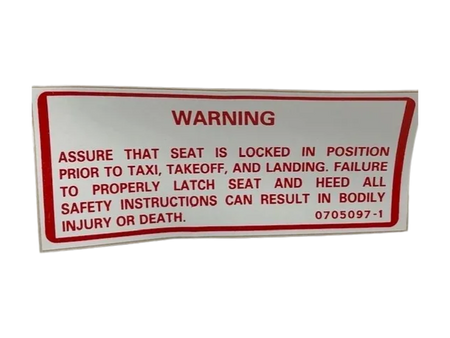 WARNING
ASSURE THAT SEAT IS LOCKED IN POSITION
PRIOR TO TAXI, TAKEOFF, AND LANDING. FAILURE
TO PROPERLY LATCH SEAT AND HEED ALL
SAFETY INSTRUCTIONS CAN RESULT IN BODILY
INJURY OR DEATH. 0705097-1